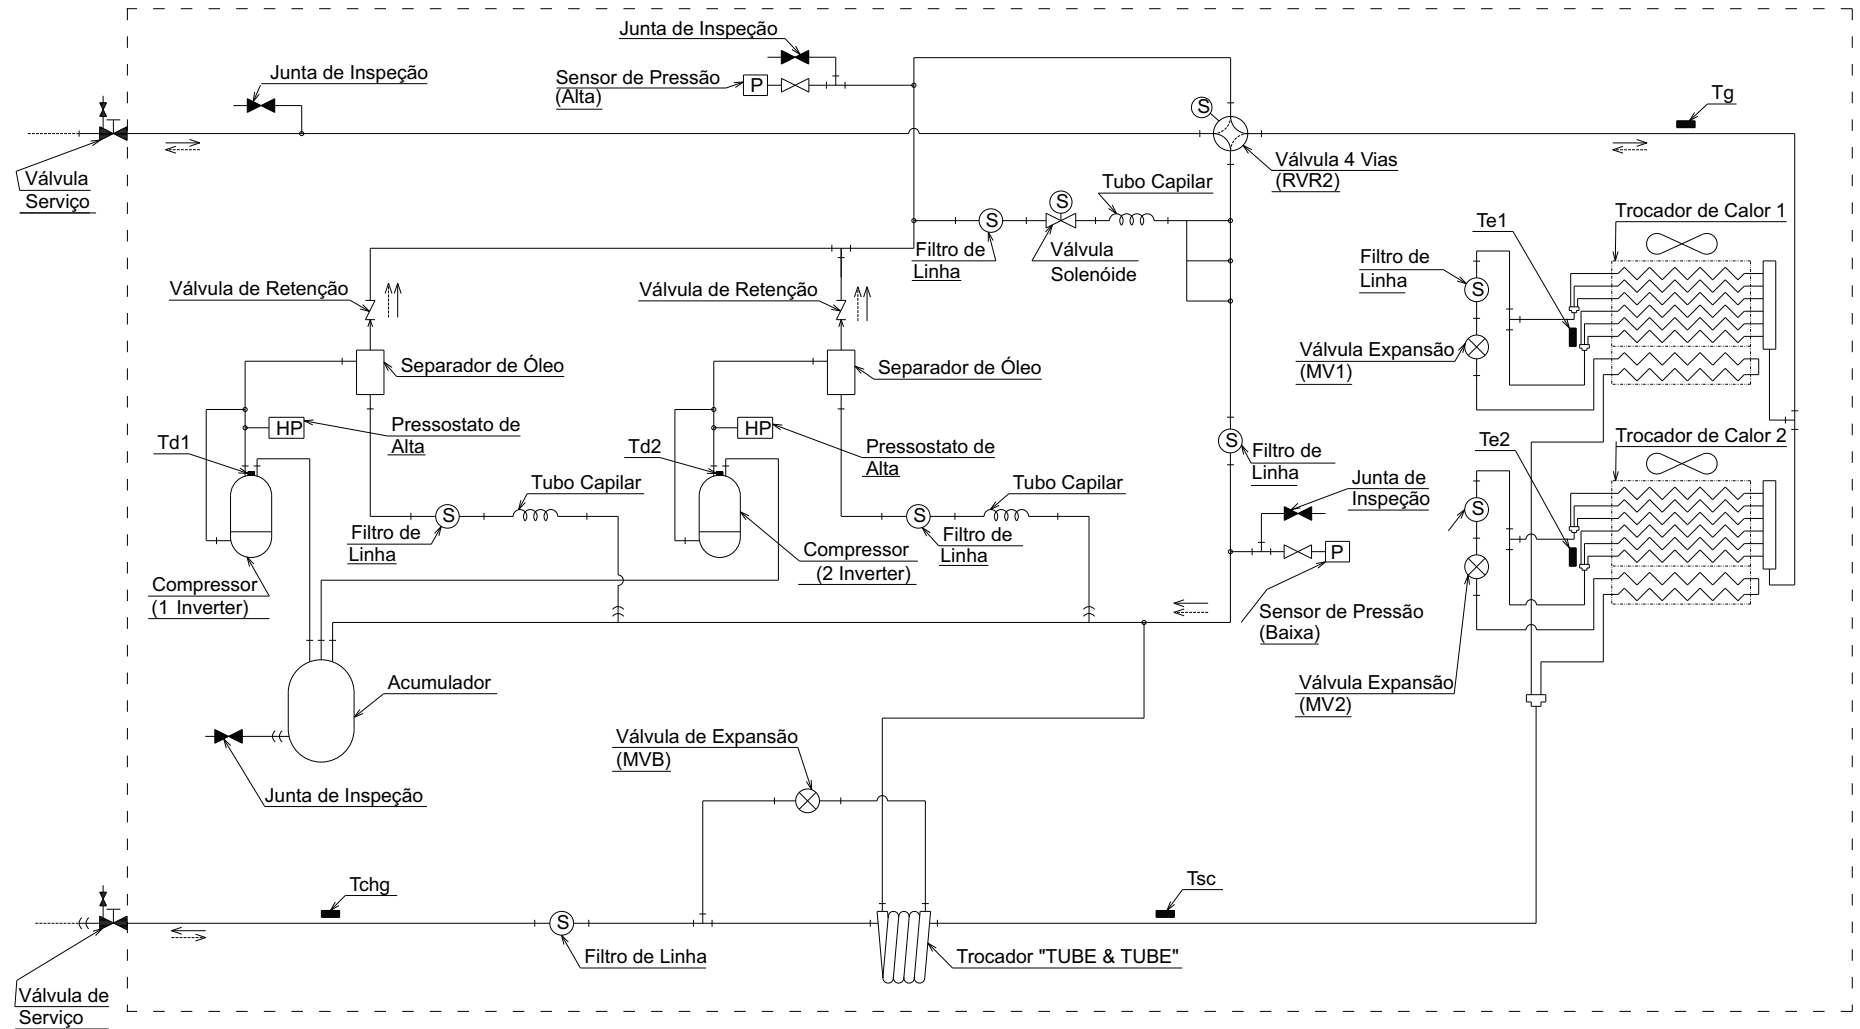 Junta de Inspeção
Sensor de Pressão
(Alta)
P
Junta de Inspeção
S
Tg
Válvula
Serviço
Válvula 4 Vias
(RVR2)
Tubo Capilar
S
S
Filtro de
Linha
Válvula
Solenóide
Te1
Trocador de Calor 1
Filtro de
Linha
S
Válvula de Retenção
Válvula de Retenção
Válvula Expansão
(MV1)
Separador de Óleo
Separador de Óleo
HP
Pressostato de
Alta
HP
Pressostato de
Alta
Td1
Td2
S
Filtro de
Linha
Te2
Trocador de Calor 2
Junta de
Inspeção
S
Tubo Capilar
S
Filtro de
Linha
Tubo Capilar
S
Filtro de
Linha
Compressor
(2 Inverter)
P
Compressor
(1 Inverter)
Sensor de Pressão
(Baixa)
Acumulador
Válvula Expansão
(MV2)
Válvula de Expansão
(MVB)
Junta de Inspeção
Tchg
Tsc
S
Filtro de Linha
Trocador "TUBE & TUBE"
Válvula de
Serviço